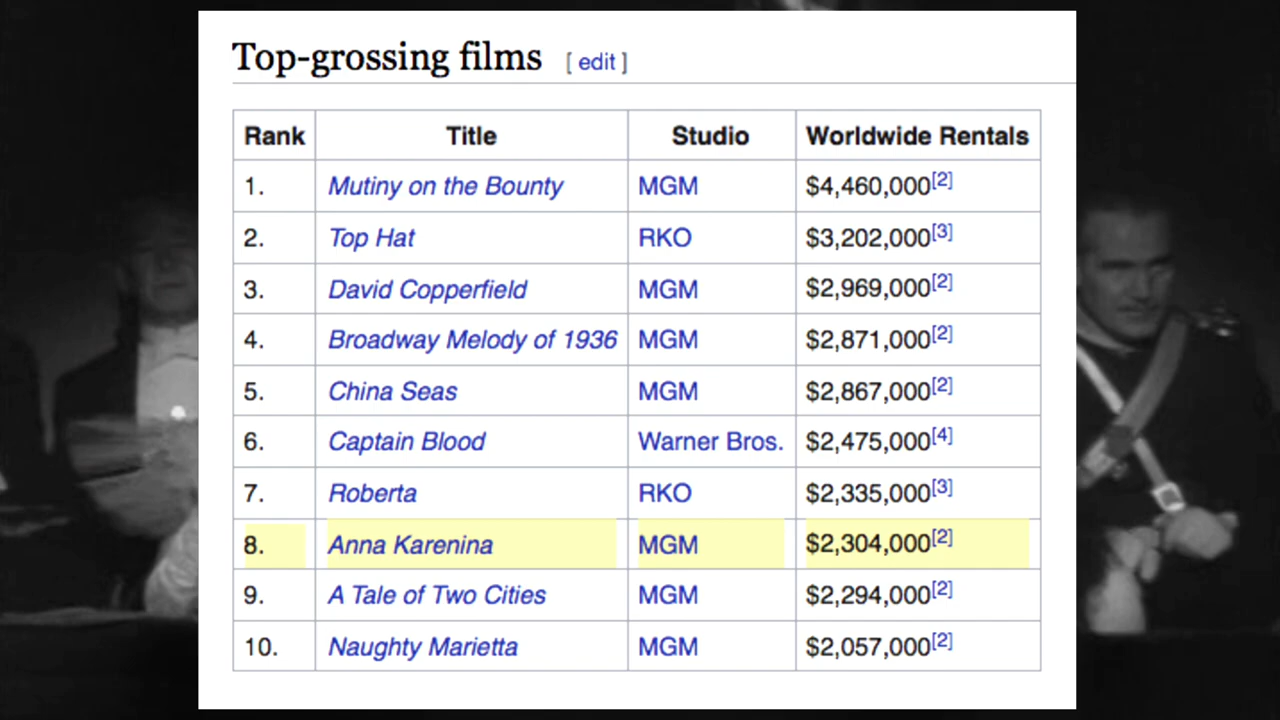 Top-grossing films [ edit ]
Rank Title Studio Worldwide Rentals
1. Mutiny on the Bounty MGM $4,460,000[2]
2. Top Hat RKO $3,202,000[3]
3. David Copperfield MGM $2,969,000[2]
4. Broadway Melody of 1936 MGM $2,871,000[2]
5. China Seas MGM $2,867,000[2]
6. Captain Blood Warner Bros. $2,475,000[4]
7. Roberta RKO $2,335,000[3]
8. Anna Karenina MGM $2,304,000[2]
9. A Tale of Two Cities MGM $2,294,000[2]
10. Naughty Marietta MGM $2,057,000[2]